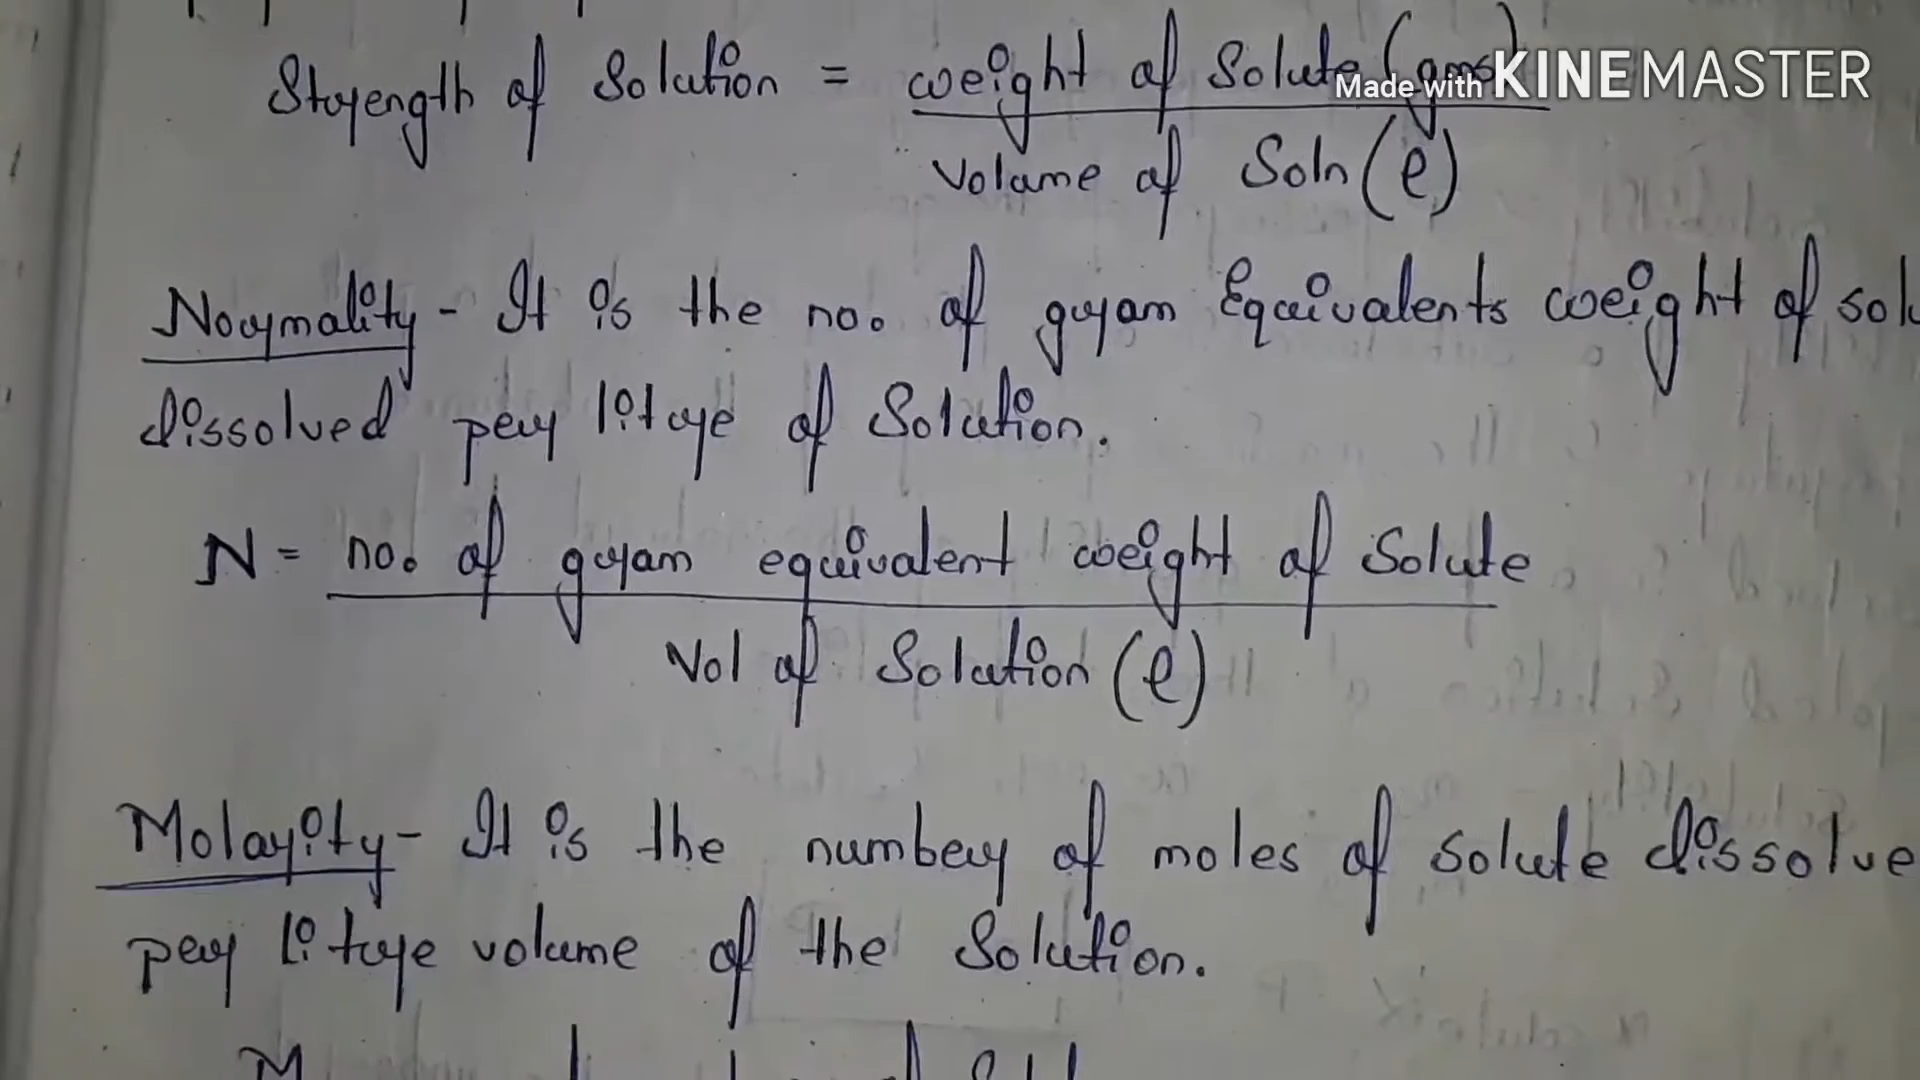 Strength of Solution = weight of Solute (gms)
Volume of Soln (l)
Made with KINEMASTER
Normality - It is the no. of gram Equivalents weight of solu
dissolved per litre of Solution.
N = no. of gram equivalent weight of Solute
Vol of Solution (l)
Molarity - It is the number of moles of solute dissolve
per litre volume of the Solution.